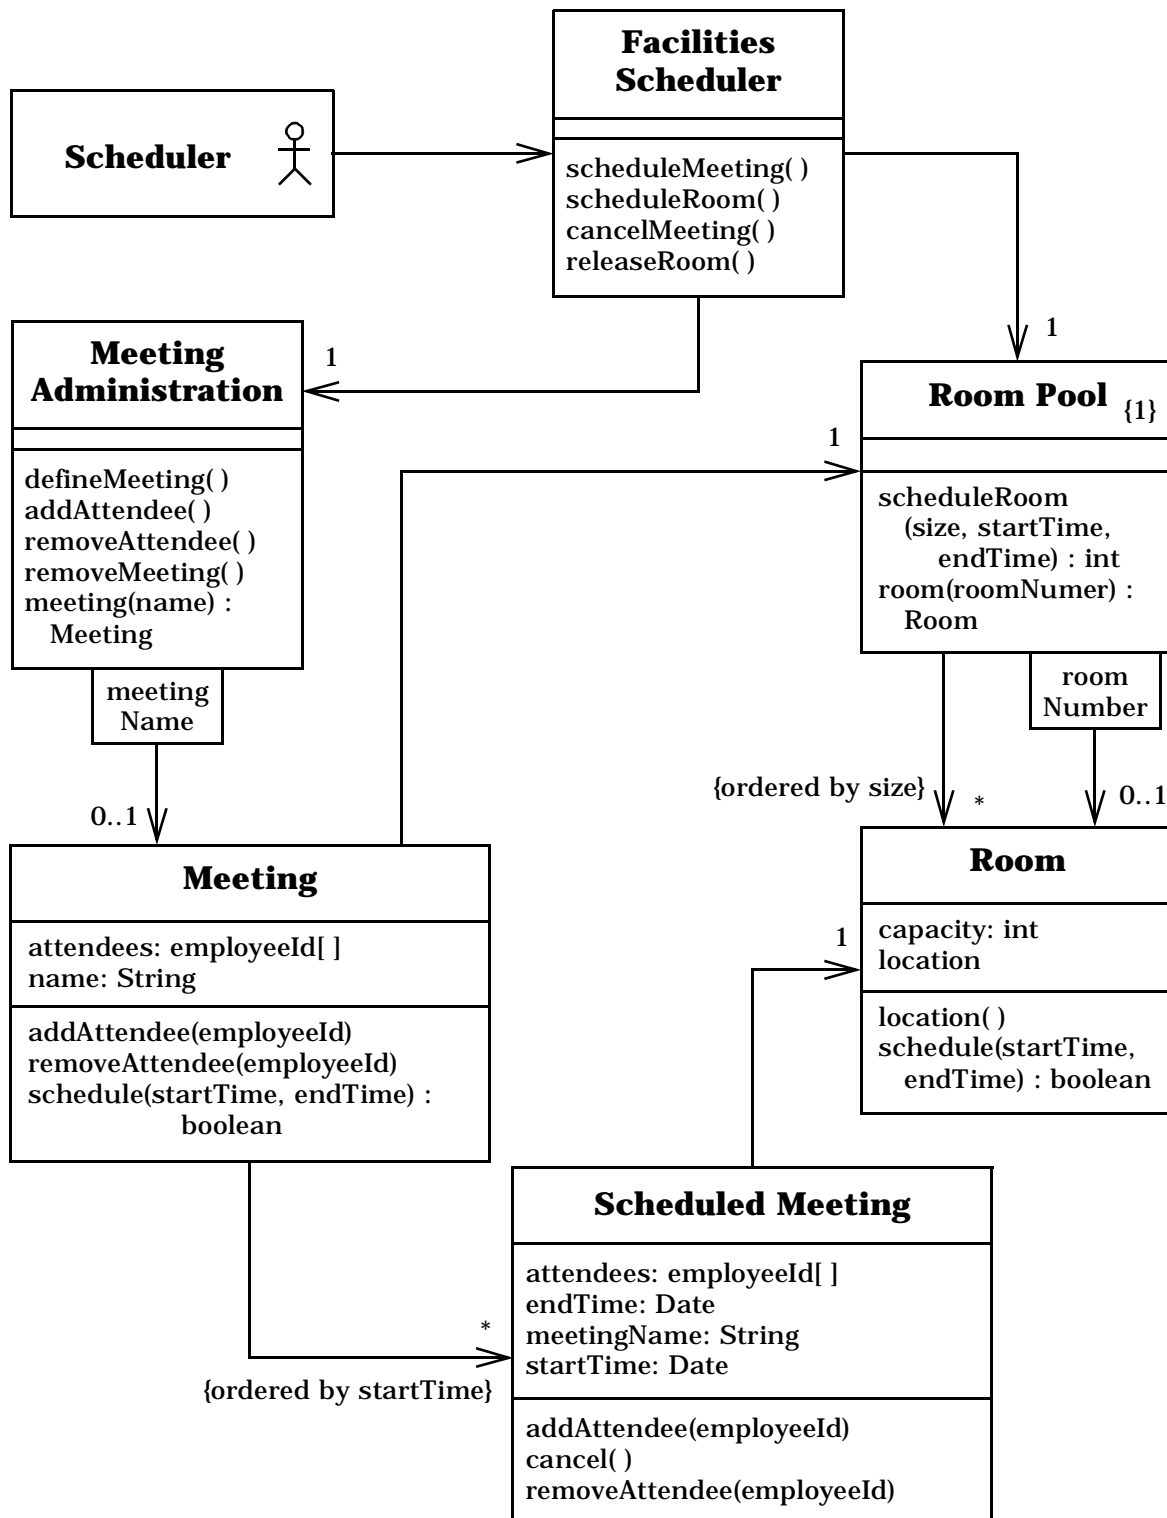 Facilities
Scheduler
Scheduler
scheduleMeeting( )
scheduleRoom( )
cancelMeeting( )
releaseRoom( )
1
1
Meeting
Administration
Room Pool
{1}
1
defineMeeting( )
addAttendee( )
removeAttendee( )
removeMeeting( )
meeting(name) :
Meeting
scheduleRoom
(size, startTime,
endTime) : int
room(roomNumer) :
Room
meeting
Name
room
Number
{ordered by size}
*
0..1
0..1
Meeting
Room
attendees: employeeId[ ]
name: String
1
capacity: int
location
addAttendee(employeeId)
removeAttendee(employeeId)
schedule(startTime, endTime) :
boolean
location( )
schedule(startTime,
endTime) : boolean
Scheduled Meeting
attendees: employeeId[ ]
endTime: Date
meetingName: String
startTime: Date
*
{ordered by startTime}
addAttendee(employeeId)
cancel( )
removeAttendee(employeeId)